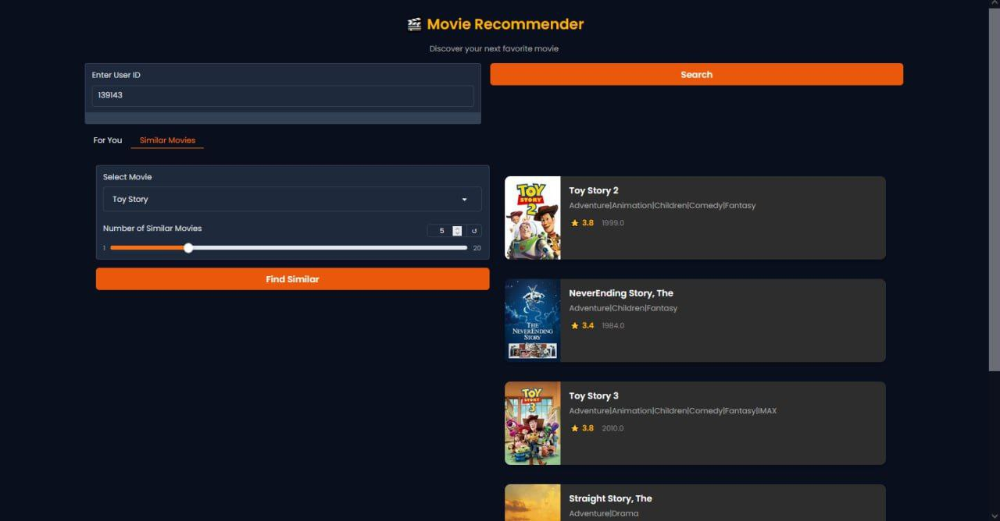 🎬 Movie Recommender
Discover your next favorite movie
Enter User ID
139143
Search
For You
Similar Movies
Select Movie
Toy Story
Number of Similar Movies
5
↺
1
20
Find Similar
TOY
STORY
2
Toy Story 2
Adventure|Animation|Children|Comedy|Fantasy
★ 3.8 1999.0
THE
NEVERENDING
STORY
NeverEnding Story, The
Adventure|Children|Fantasy
★ 3.4 1984.0
TOY
STORY
3
Toy Story 3
Adventure|Animation|Children|Comedy|Fantasy|IMAX
★ 3.8 2010.0
Straight Story, The
Adventure|Drama